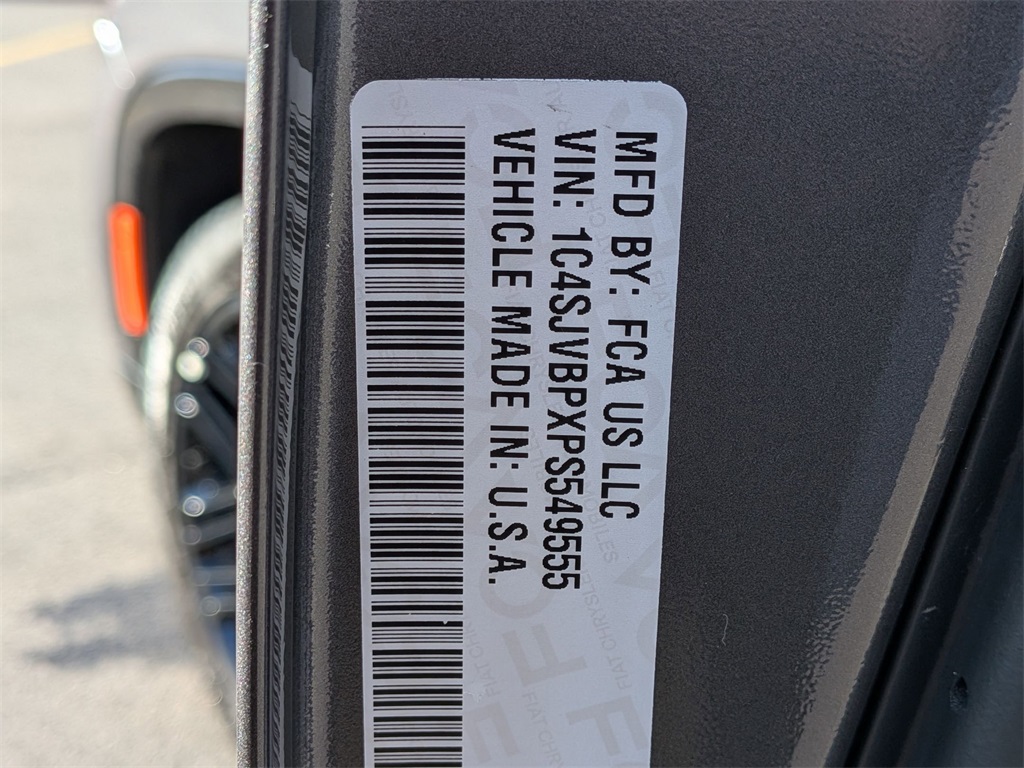 MFD BY: FCA US LLC
VIN: 1C4SJVBPXPS549555
VEHICLE MADE IN: U.S.A.